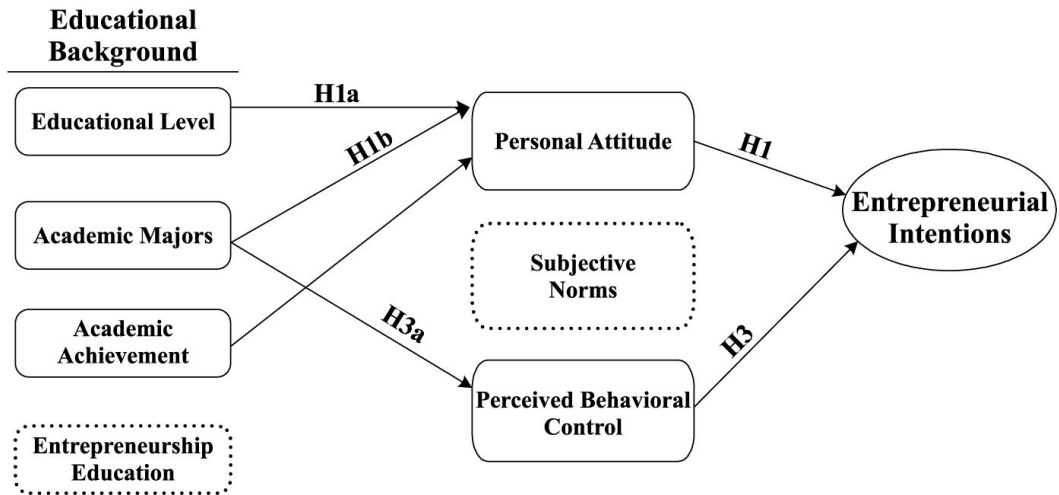 Educational
Background
Educational Level
H1a
H1b
Personal Attitude
H1
Academic Majors
Entrepreneurial
Intentions
Subjective
Norms
Academic
Achievement
H3a
H3
Perceived Behavioral
Control
Entrepreneurship
Education